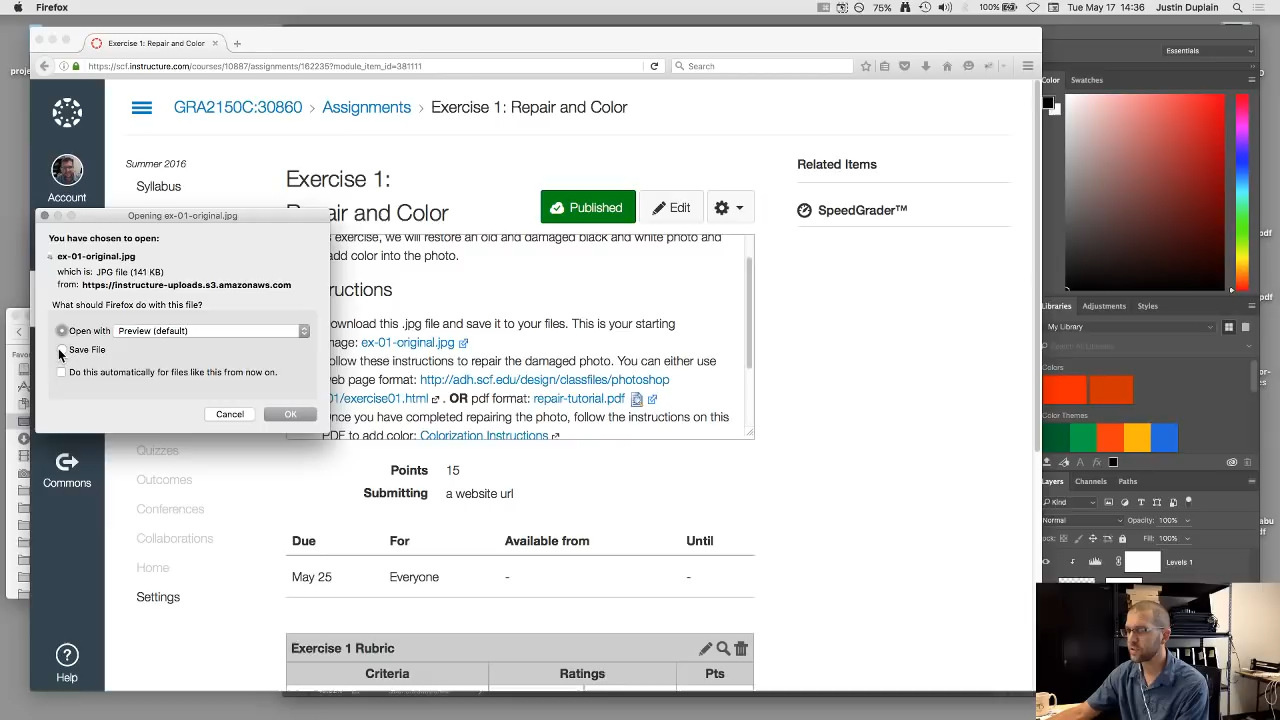 Firefox
75%
100%
Tue May 17 14:36
Justin Duplain
Exercise 1: Repair and Color
https://scf.instructure.com/courses/10887/assignments/162235?module_item_id=381111
Search
Essentials
GRA2150C:30860 > Assignments > Exercise 1: Repair and Color
Account
Commons
Help
Summer 2016
Syllabus
Quizzes
Outcomes
Conferences
Collaborations
Home
Settings
Exercise 1:
Repair and Color
Published
Edit
s exercise, we will restore an old and damaged black and white photo and
add color into the photo.
ructions
ownload this .jpg file and save it to your files. This is your starting
mage: ex-01-original.jpg
ollow these instructions to repair the damaged photo. You can either use
web page format: http://adh.scf.edu/design/classfiles/photoshop
01/exercise01.html . OR pdf format: repair-tutorial.pdf
Once you have completed repairing the photo, follow the instructions on this
PDF to add color: Colorization Instructions
Points 15
Submitting a website url
Due For Available from Until
May 25 Everyone - -
Exercise 1 Rubric
Criteria Ratings Pts
Related Items
SpeedGrader™
Opening ex-01-original.jpg
You have chosen to open:
ex-01-original.jpg
which is: JPG file (141 KB)
from: https://instructure-uploads.s3.amazonaws.com
What should Firefox do with this file?
Open with Preview (default)
Save File
Do this automatically for files like this from now on.
Cancel OK
Color Swatches
Libraries Adjustments Styles
My Library
Colors
Color Themes
Layers Channels Paths
Kind
Normal Opacity: 100%
Lock: Fill: 100%
Levels 1